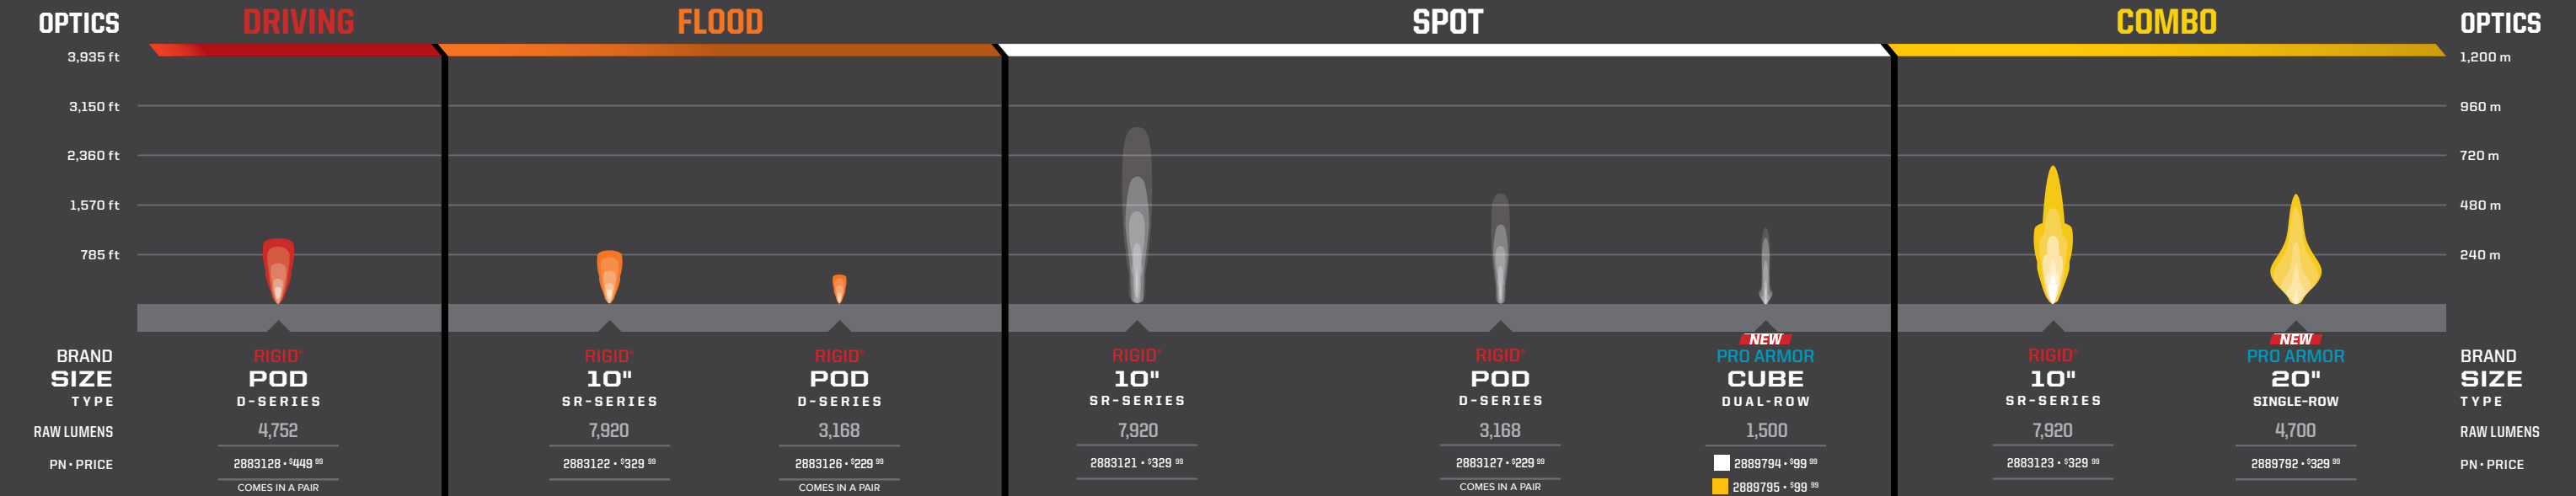 OPTICS DRIVING FLOOD SPOT COMBO OPTICS
3,935 ft 1,200 m
3,150 ft 960 m
2,360 ft 720 m
1,570 ft 480 m
785 ft 240 m
NEW NEW
BRAND RIGID® RIGID® RIGID® RIGID® RIGID® PRO ARMOR RIGID® PRO ARMOR BRAND
SIZE POD 10" POD 10" POD CUBE 10" 20" SIZE
TYPE D-SERIES SR-SERIES D-SERIES SR-SERIES D-SERIES DUAL-ROW SR-SERIES SINGLE-ROW TYPE
RAW LUMENS 4,752 7,920 3,168 7,920 3,168 1,500 7,920 4,700 RAW LUMENS
PN • PRICE 2883128 • $449 99 2883122 • $329 99 2883126 • $229 99 2883121 • $329 99 2883127 • $229 99 2889794 • $99 99 2883123 • $329 99 2889792 • $329 99 PN • PRICE
COMES IN A PAIR COMES IN A PAIR COMES IN A PAIR 2889795 • $99 99